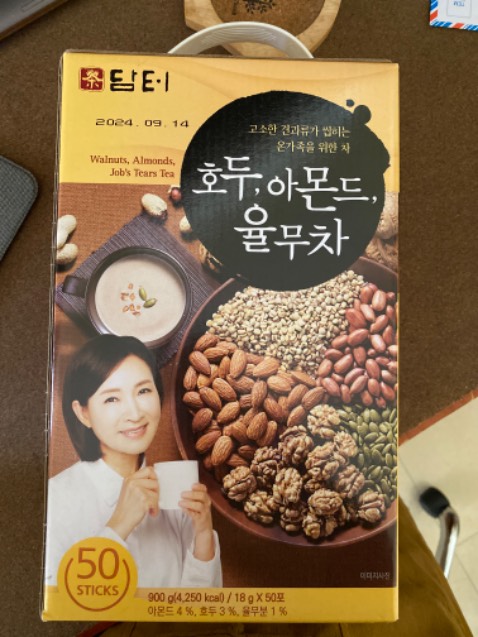 茶 담터
2024. 09. 14
Walnuts, Almonds,
Job's Tears Tea
고소한 견과류가 씹히는
온가족을 위한 차
호두, 아몬드,
율무차
50
STICKS
900 g(4,250 kcal) / 18 g X 50포
아몬드 4 %, 호두 3 %, 율무분 1 %
이미지사진